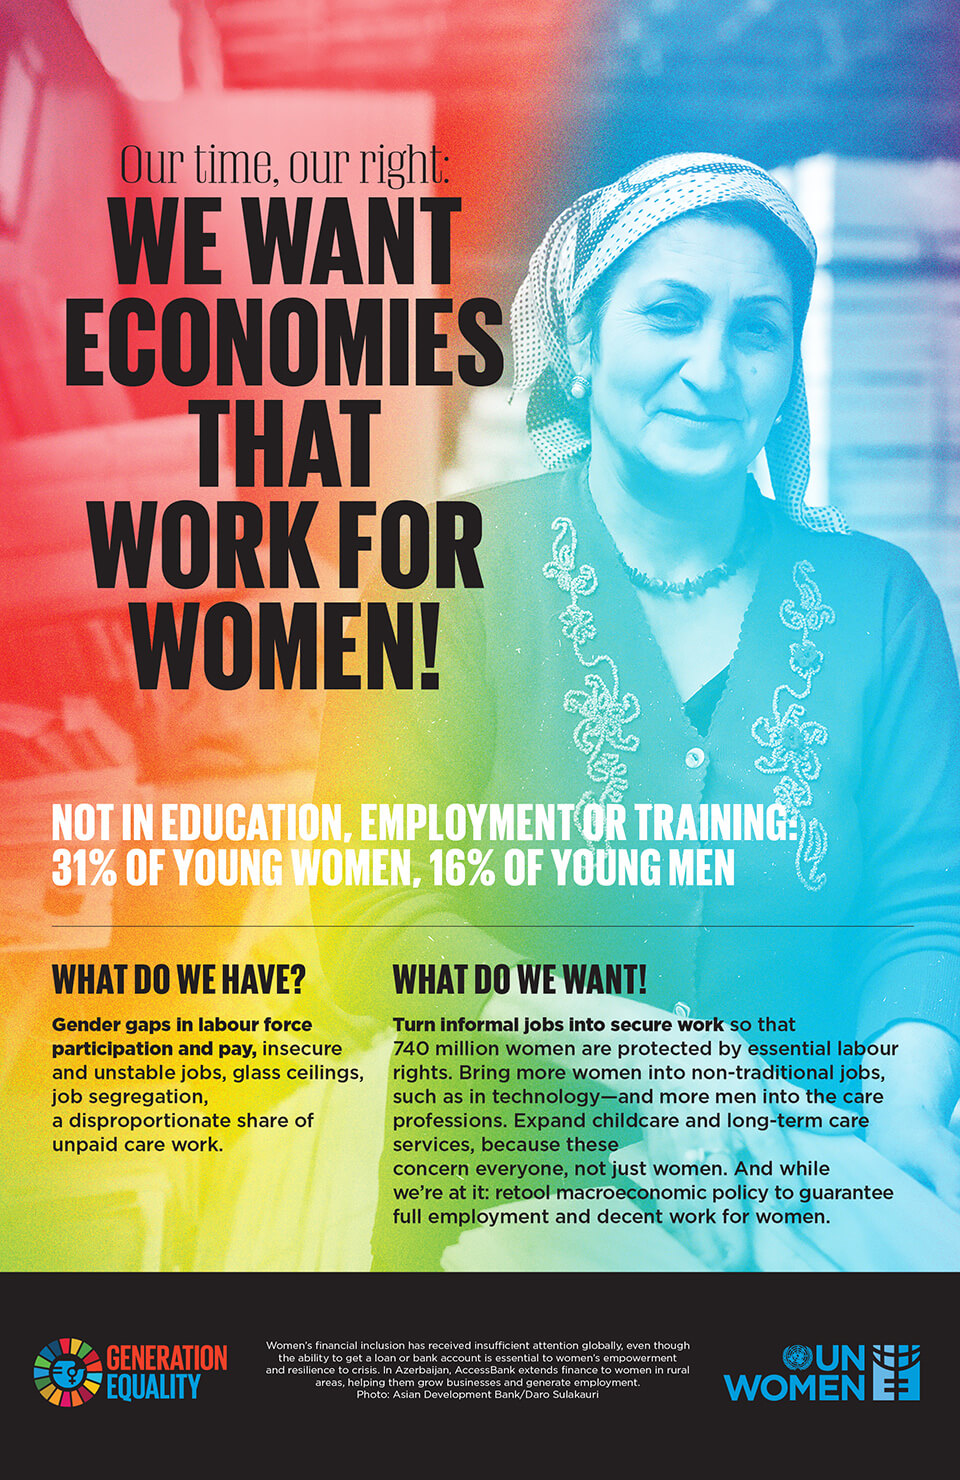 Our time, our right:
WE WANT
ECONOMIES
THAT
WORK FOR
WOMEN!
NOT IN EDUCATION, EMPLOYMENT OR TRAINING:
31% OF YOUNG WOMEN, 16% OF YOUNG MEN
WHAT DO WE HAVE?
Gender gaps in labour force
participation and pay, insecure
and unstable jobs, glass ceilings,
job segregation,
a disproportionate share of
unpaid care work.
WHAT DO WE WANT!
Turn informal jobs into secure work so that
740 million women are protected by essential labour
rights. Bring more women into non-traditional jobs,
such as in technology—and more men into the care
professions. Expand childcare and long-term care
services, because these
concern everyone, not just women. And while
we’re at it: retool macroeconomic policy to guarantee
full employment and decent work for women.
GENERATION
EQUALITY
Women’s financial inclusion has received insufficient attention globally, even though
the ability to get a loan or bank account is essential to women’s empowerment
and resilience to crisis. In Azerbaijan, AccessBank extends finance to women in rural
areas, helping them grow businesses and generate employment.
Photo: Asian Development Bank/Daro Sulakauri
UN
WOMEN